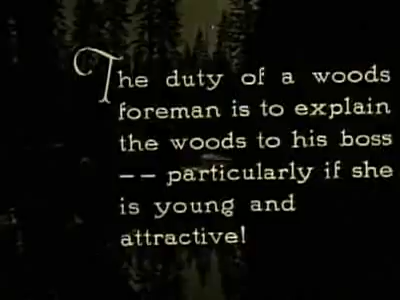 The duty of a woods
foreman is to explain
the woods to his boss
-- particularly if she
is young and
attractive!